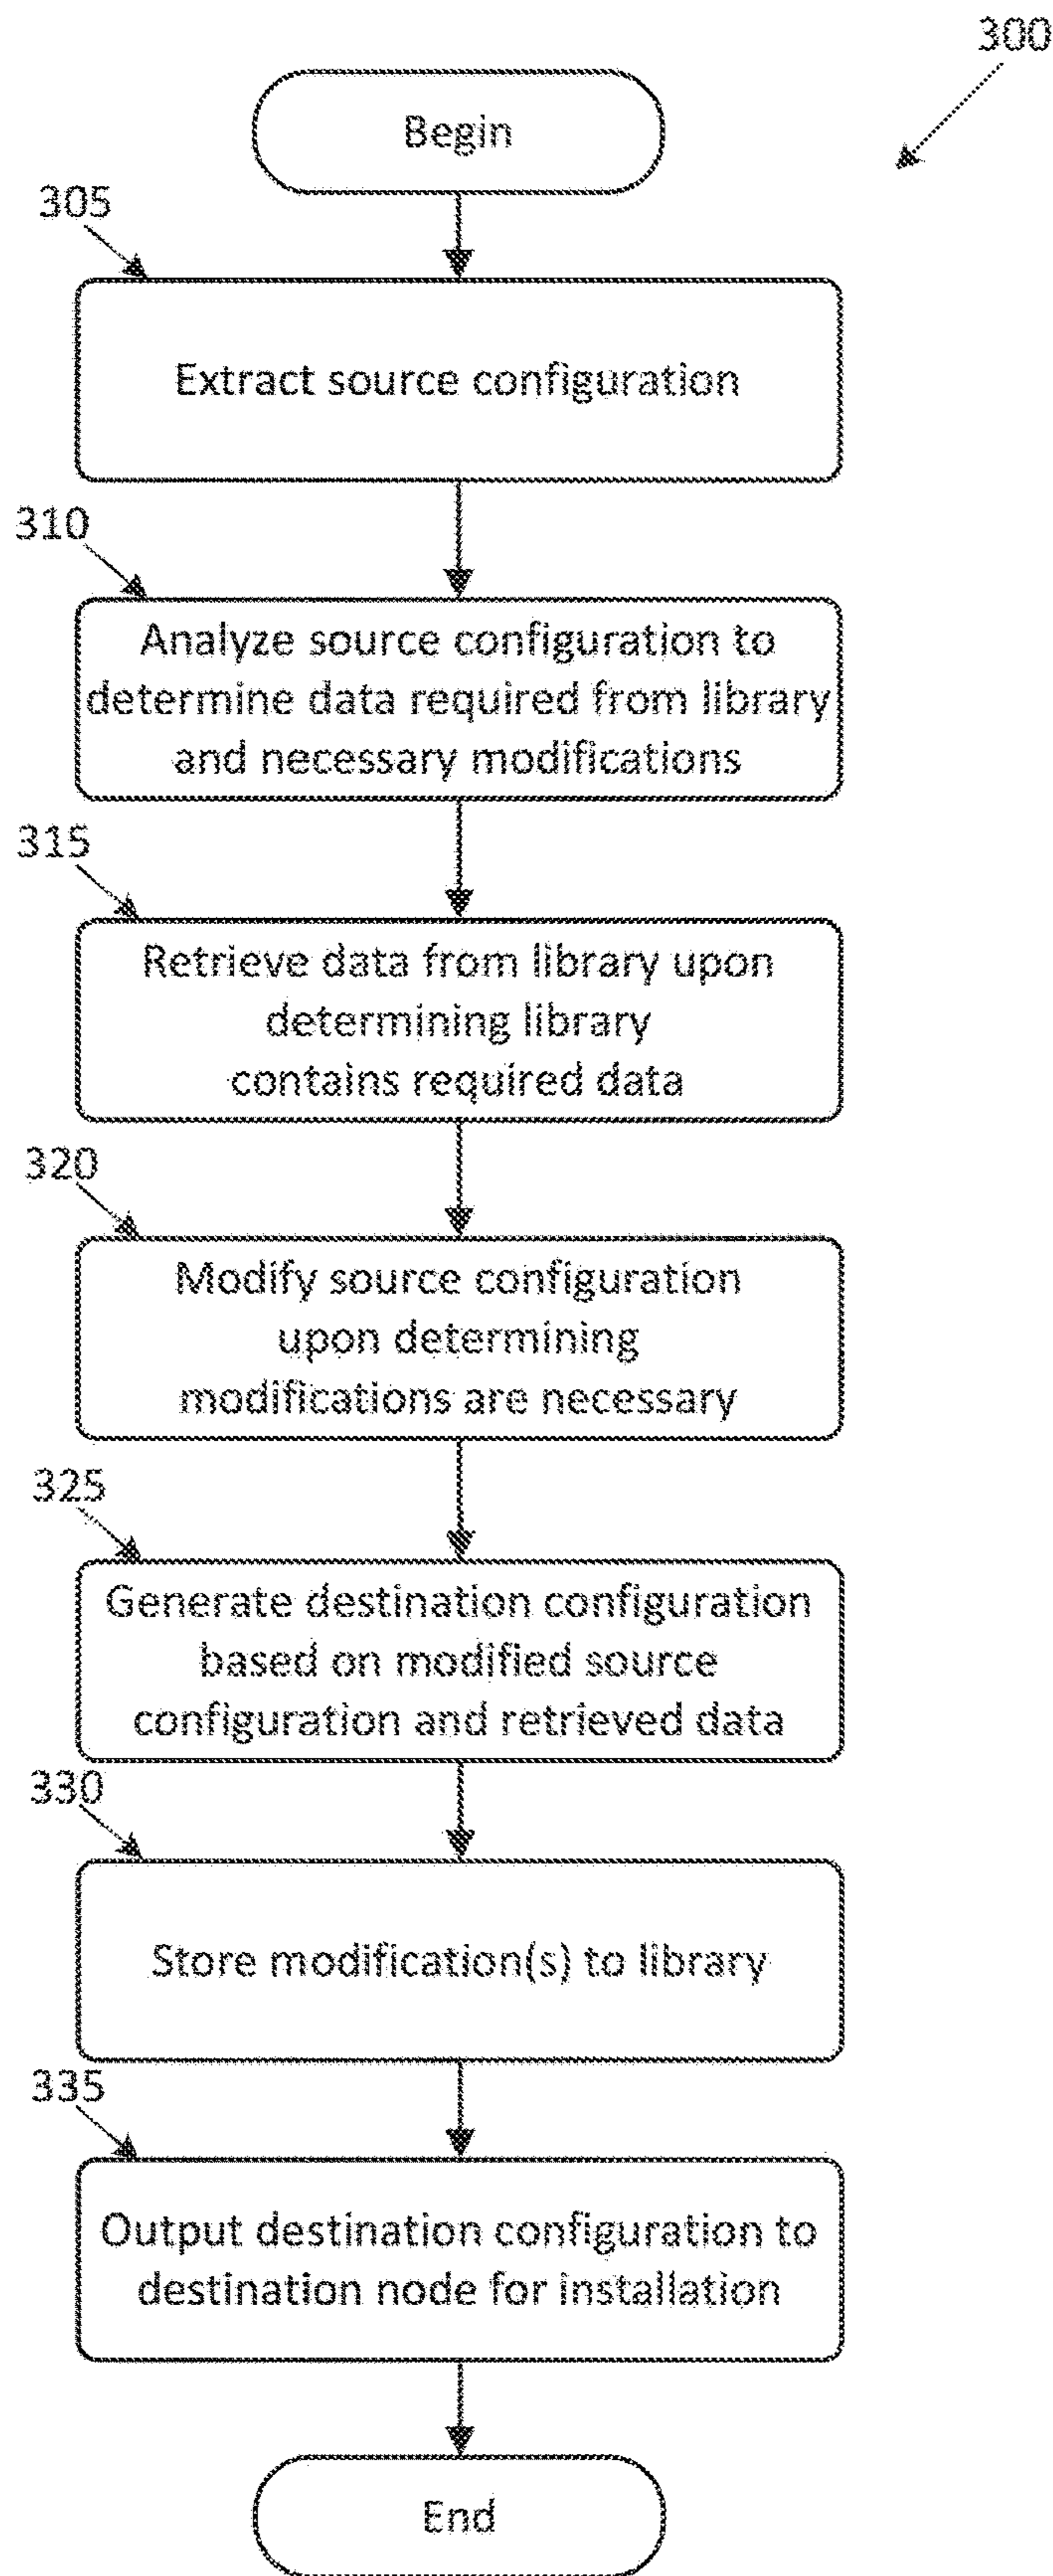 300
Begin
305
Extract source configuration
310
Analyze source configuration to
determine data required from library
and necessary modifications
315
Retrieve data from library upon
determining library
contains required data
320
Modify source configuration
upon determining
modifications are necessary
325
Generate destination configuration
based on modified source
configuration and retrieved data
330
Store modification(s) to library
335
Output destination configuration to
destination node for installation
End